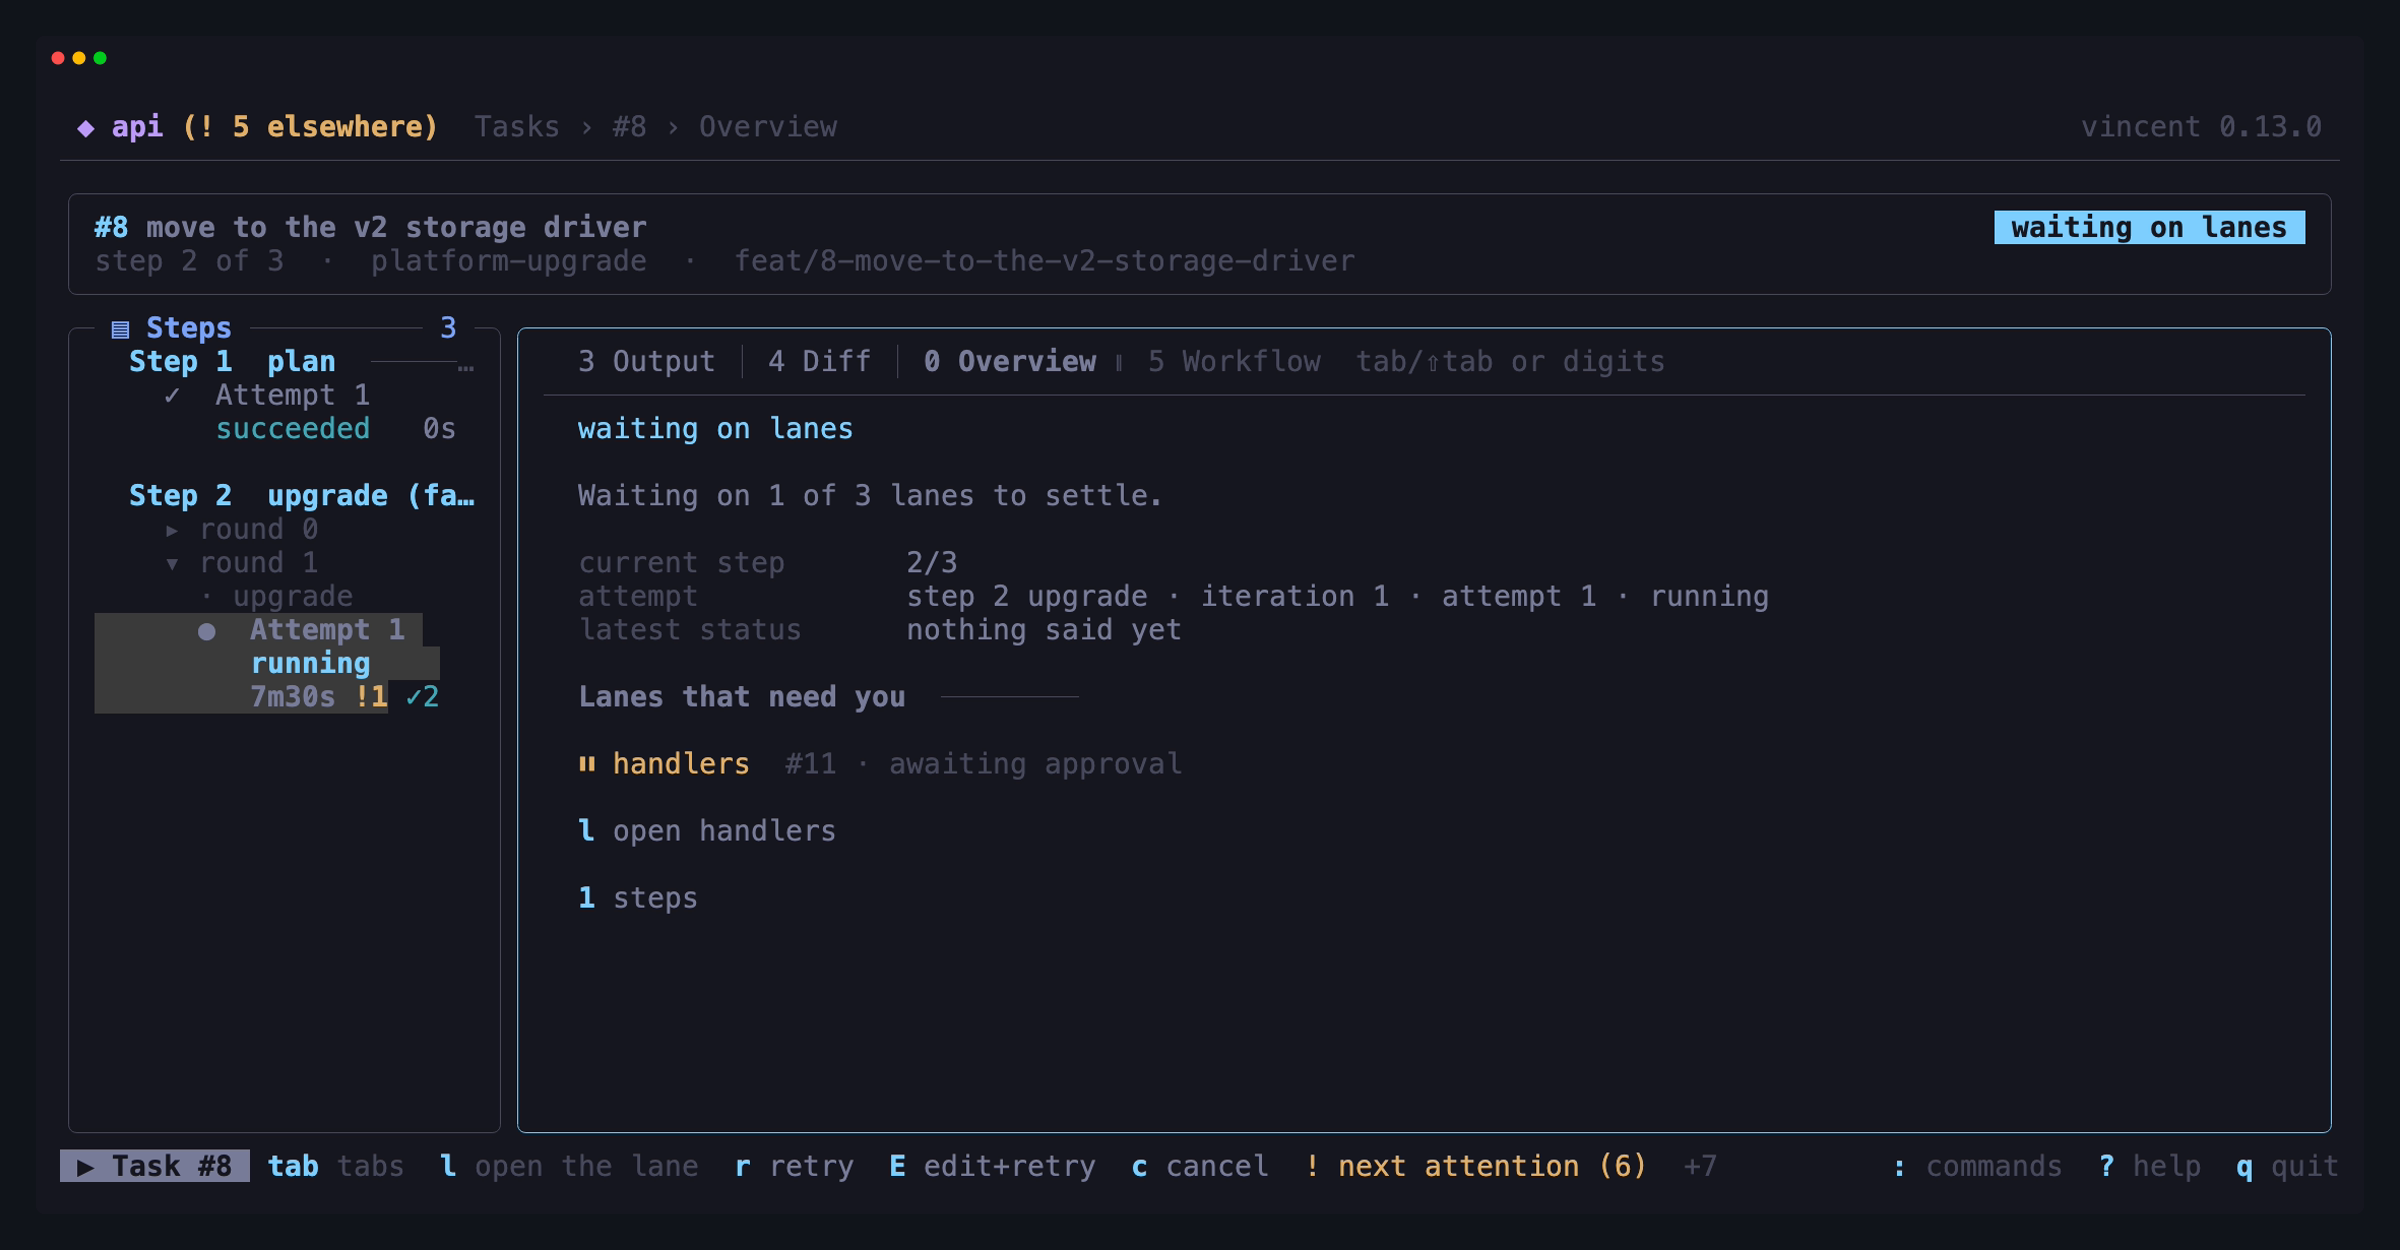 ◆ api (! 5 elsewhere)  Tasks › #8 › Overview  vincent 0.13.0
#8 move to the v2 storage driver  waiting on lanes
step 2 of 3  ·  platform-upgrade  ·  feat/8-move-to-the-v2-storage-driver
▤ Steps  3
Step 1  plan  …
✓  Attempt 1
succeeded  0s
Step 2  upgrade (fa…
▸ round 0
▾ round 1
· upgrade
●  Attempt 1
running
7m30s !1 ✓2
3 Output │ 4 Diff │ 0 Overview  5 Workflow  tab/⇧tab or digits
waiting on lanes
Waiting on 1 of 3 lanes to settle.
current step  2/3
attempt  step 2 upgrade · iteration 1 · attempt 1 · running
latest status  nothing said yet
Lanes that need you
handlers  #11 · awaiting approval
l open handlers
1 steps
▶ Task #8  tab tabs  l open the lane  r retry  E edit+retry  c cancel  ! next attention (6)  +7  : commands  ? help  q quit